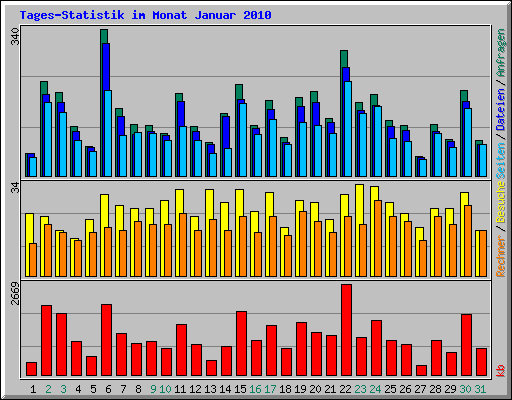 Tages-Statistik im Monat Januar 2010
340
34
2669
Rechner / Besuche Seiten / Dateien / Anfragen
kb
1 2 3 4 5 6 7 8 9 10 11 12 13 14 15 16 17 18 19 20 21 22 23 24 25 26 27 28 29 30 31